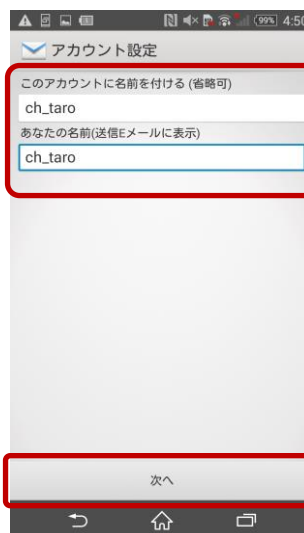 99% 4:50
アカウント設定
このアカウントに名前を付ける (省略可)
ch_taro
あなたの名前(送信Eメールに表示)
ch_taro
次へ